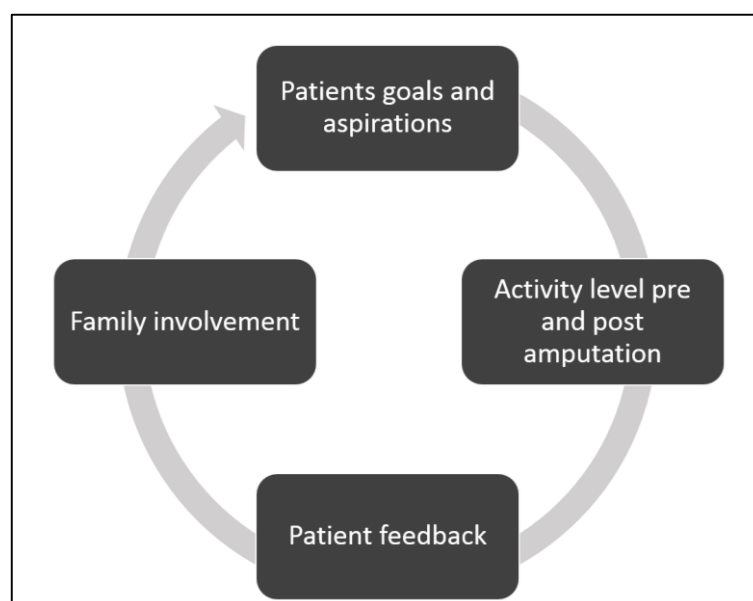 Patients goals and
aspirations
Activity level pre
and post
amputation
Patient feedback
Family involvement